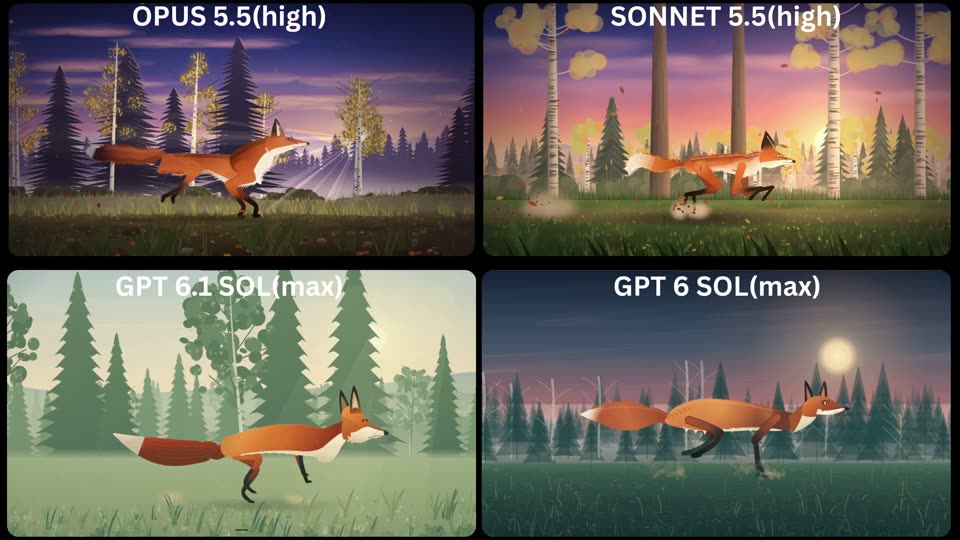 OPUS 5.5(high)
SONNET 5.5(high)
GPT 6.1 SOL(max)
GPT 6 SOL(max)